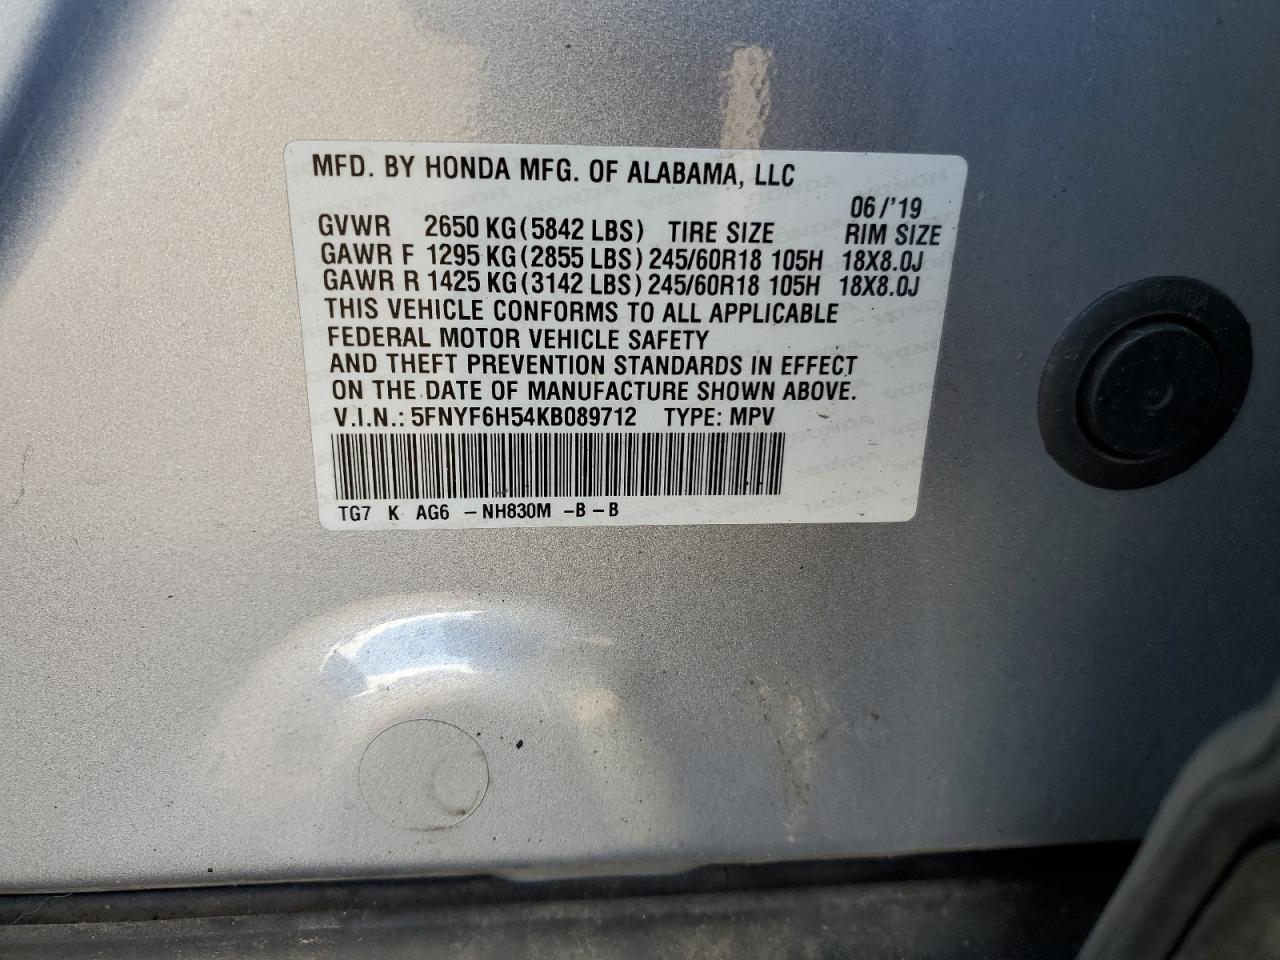 MFD. BY HONDA MFG. OF ALABAMA, LLC
06/'19
GVWR 2650 KG(5842 LBS) TIRE SIZE RIM SIZE
GAWR F 1295 KG(2855 LBS) 245/60R18 105H 18X8.0J
GAWR R 1425 KG(3142 LBS) 245/60R18 105H 18X8.0J
THIS VEHICLE CONFORMS TO ALL APPLICABLE
FEDERAL MOTOR VEHICLE SAFETY
AND THEFT PREVENTION STANDARDS IN EFFECT
ON THE DATE OF MANUFACTURE SHOWN ABOVE.
V.I.N.: 5FNYF6H54KB089712 TYPE: MPV
TG7 K AG6 -NH830M -B-B